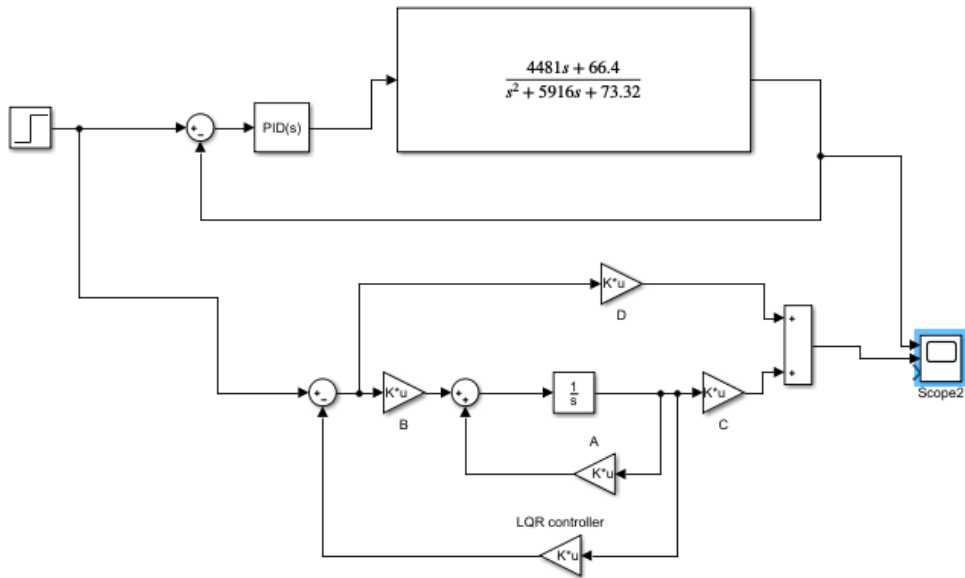 4481s + 66.4
s² + 5916s + 73.32
PID(s)
K*u
D
K*u
B
1
s
K*u
C
A
K*u
LQR controller
K*u
Scope2